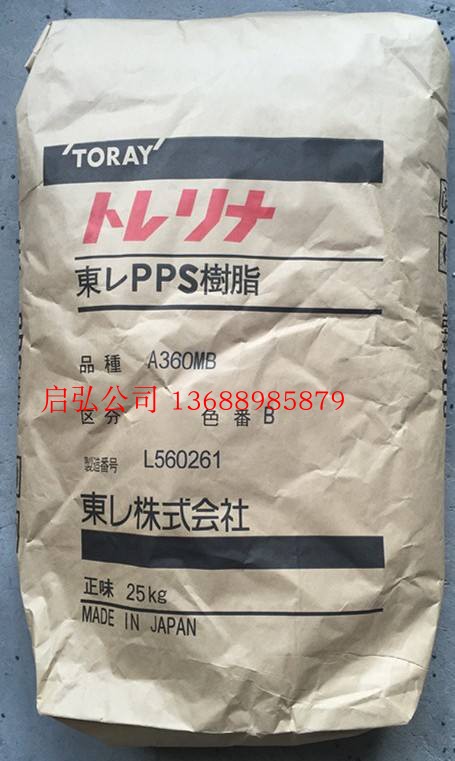 'TORAY'
トレリナ
東レPPS樹脂
品種 A360MB
启弘公司 13688985879
区分 色番 B
製造番号 L560261
東レ株式会社
正味 25kg
MADE IN JAPAN